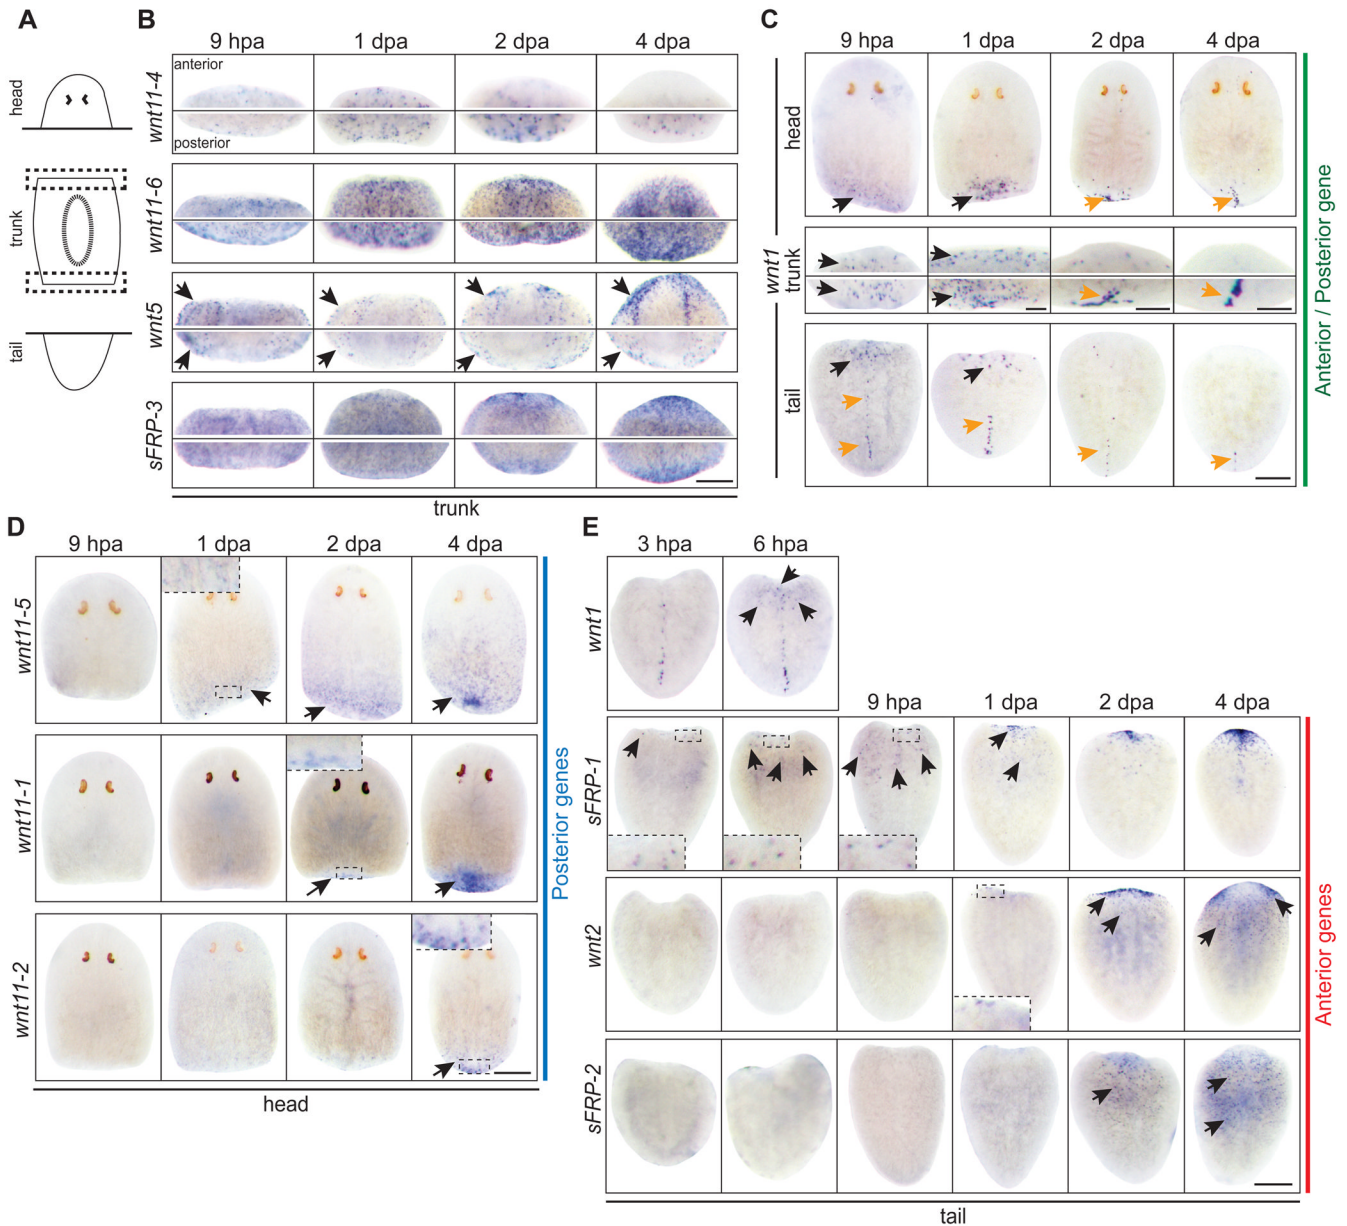 A
head
trunk
tail
B
9 hpa 1 dpa 2 dpa 4 dpa
wnt11-4
anterior
posterior
wnt11-6
wnt5
sFRP-3
trunk
C
9 hpa 1 dpa 2 dpa 4 dpa
wnt1
head
trunk
tail
Anterior / Posterior gene
D
9 hpa 1 dpa 2 dpa 4 dpa
wnt11-5
wnt11-1
wnt11-2
head
Posterior genes
E
3 hpa 6 hpa
wnt1
9 hpa 1 dpa 2 dpa 4 dpa
sFRP-1
wnt2
sFRP-2
tail
Anterior genes